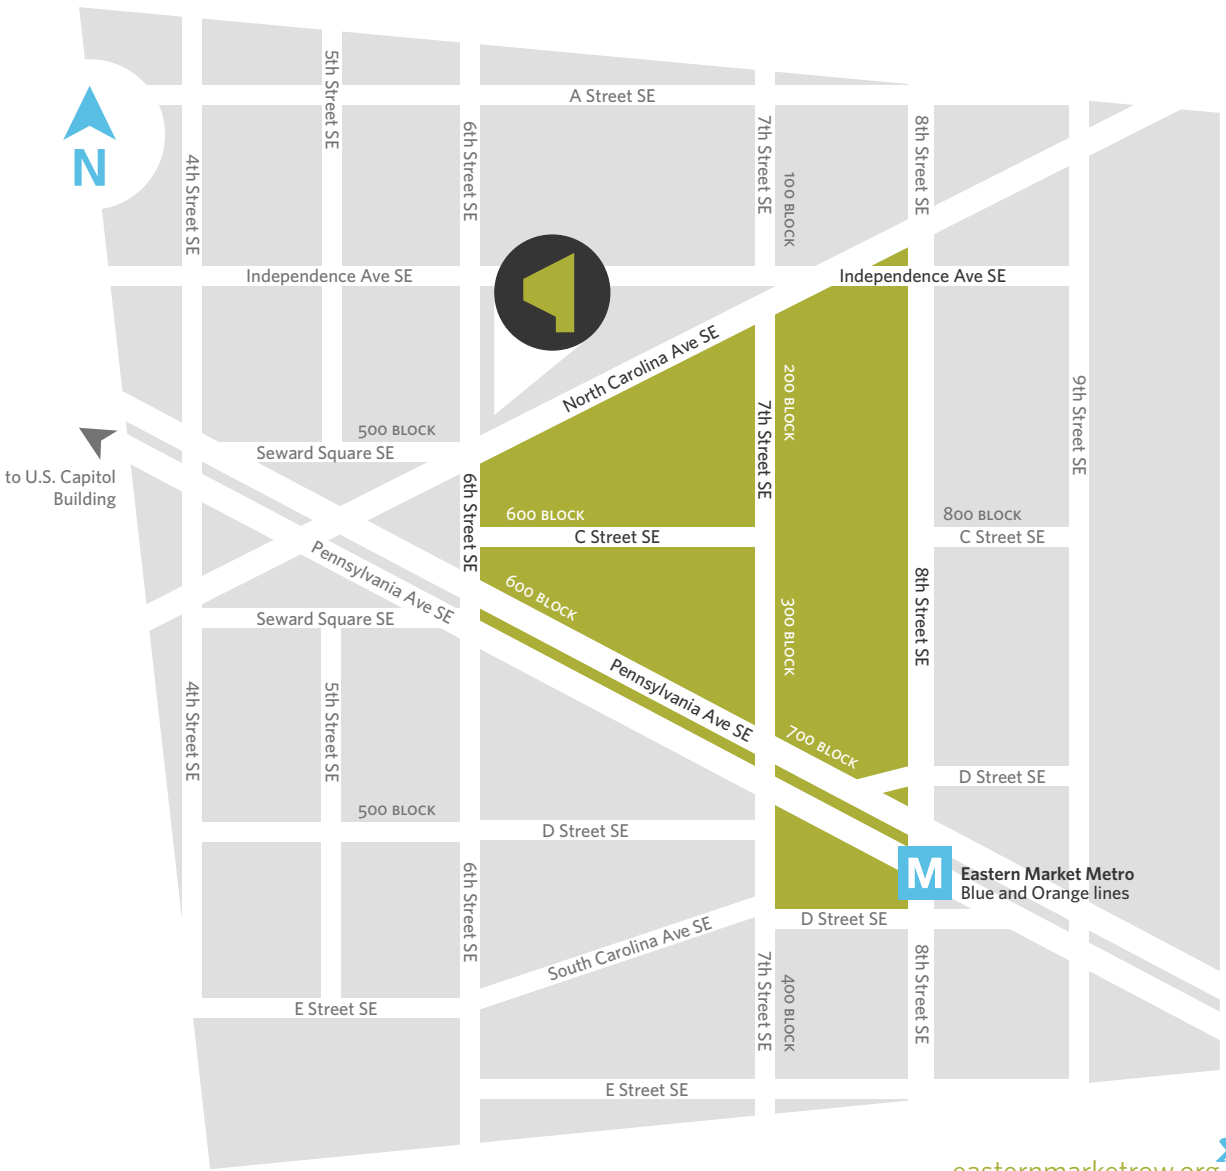 5th Street SE
A Street SE
4th Street SE
6th Street SE
7th Street SE
100 BLOCK
8th Street SE
N
Independence Ave SE
Independence Ave SE
North Carolina Ave SE
200 BLOCK
7th Street SE
9th Street SE
500 BLOCK
Seward Square SE
to U.S. Capitol
Building
6th Street SE
600 BLOCK
C Street SE
800 BLOCK
C Street SE
Pennsylvania Ave SE
600 BLOCK
300 BLOCK
8th Street SE
Seward Square SE
Pennsylvania Ave SE
4th Street SE
5th Street SE
700 BLOCK
D Street SE
500 BLOCK
D Street SE
M
Eastern Market Metro
Blue and Orange lines
6th Street SE
D Street SE
South Carolina Ave SE
7th Street SE
400 BLOCK
8th Street SE
E Street SE
E Street SE
easternmarketrow.org